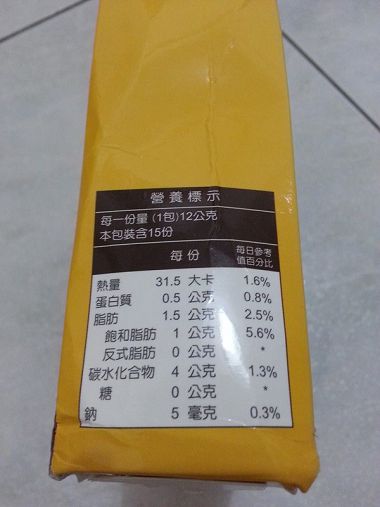 營養標示
每一份量 (1包)12公克
本包裝含15份
每份 每日參考值百分比
熱量 31.5 大卡 1.6%
蛋白質 0.5 公克 0.8%
脂肪 1.5 公克 2.5%
飽和脂肪 1 公克 5.6%
反式脂肪 0 公克 *
碳水化合物 4 公克 1.3%
糖 0 公克 *
鈉 5 毫克 0.3%